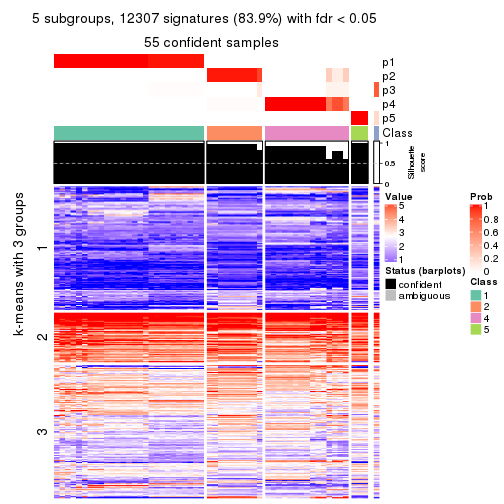 5 subgroups, 12307 signatures (83.9%) with fdr < 0.05
55 confident samples
p1
p2
p3
p4
p5
Class
1
0.5
0
Silhouette
score
k-means with 3 groups
1
2
3
Value
5
4
3
2
1
Status (barplots)
confident
ambiguous
Prob
1
0.8
0.6
0.4
0.2
0
Class
1
2
4
5